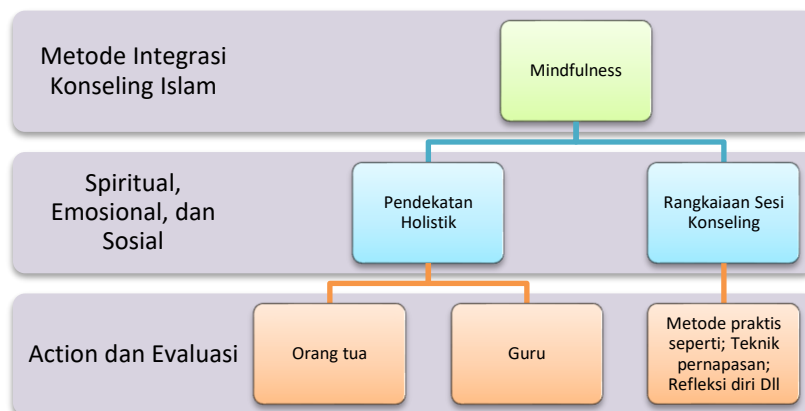 Metode Integrasi
Konseling Islam
Mindfulness
Spiritual,
Emosional, dan
Sosial
Pendekatan
Holistik
Rangkaiaan Sesi
Konseling
Action dan Evaluasi
Orang tua
Guru
Metode praktis
seperti; Teknik
pernapasan;
Refleksi diri Dll